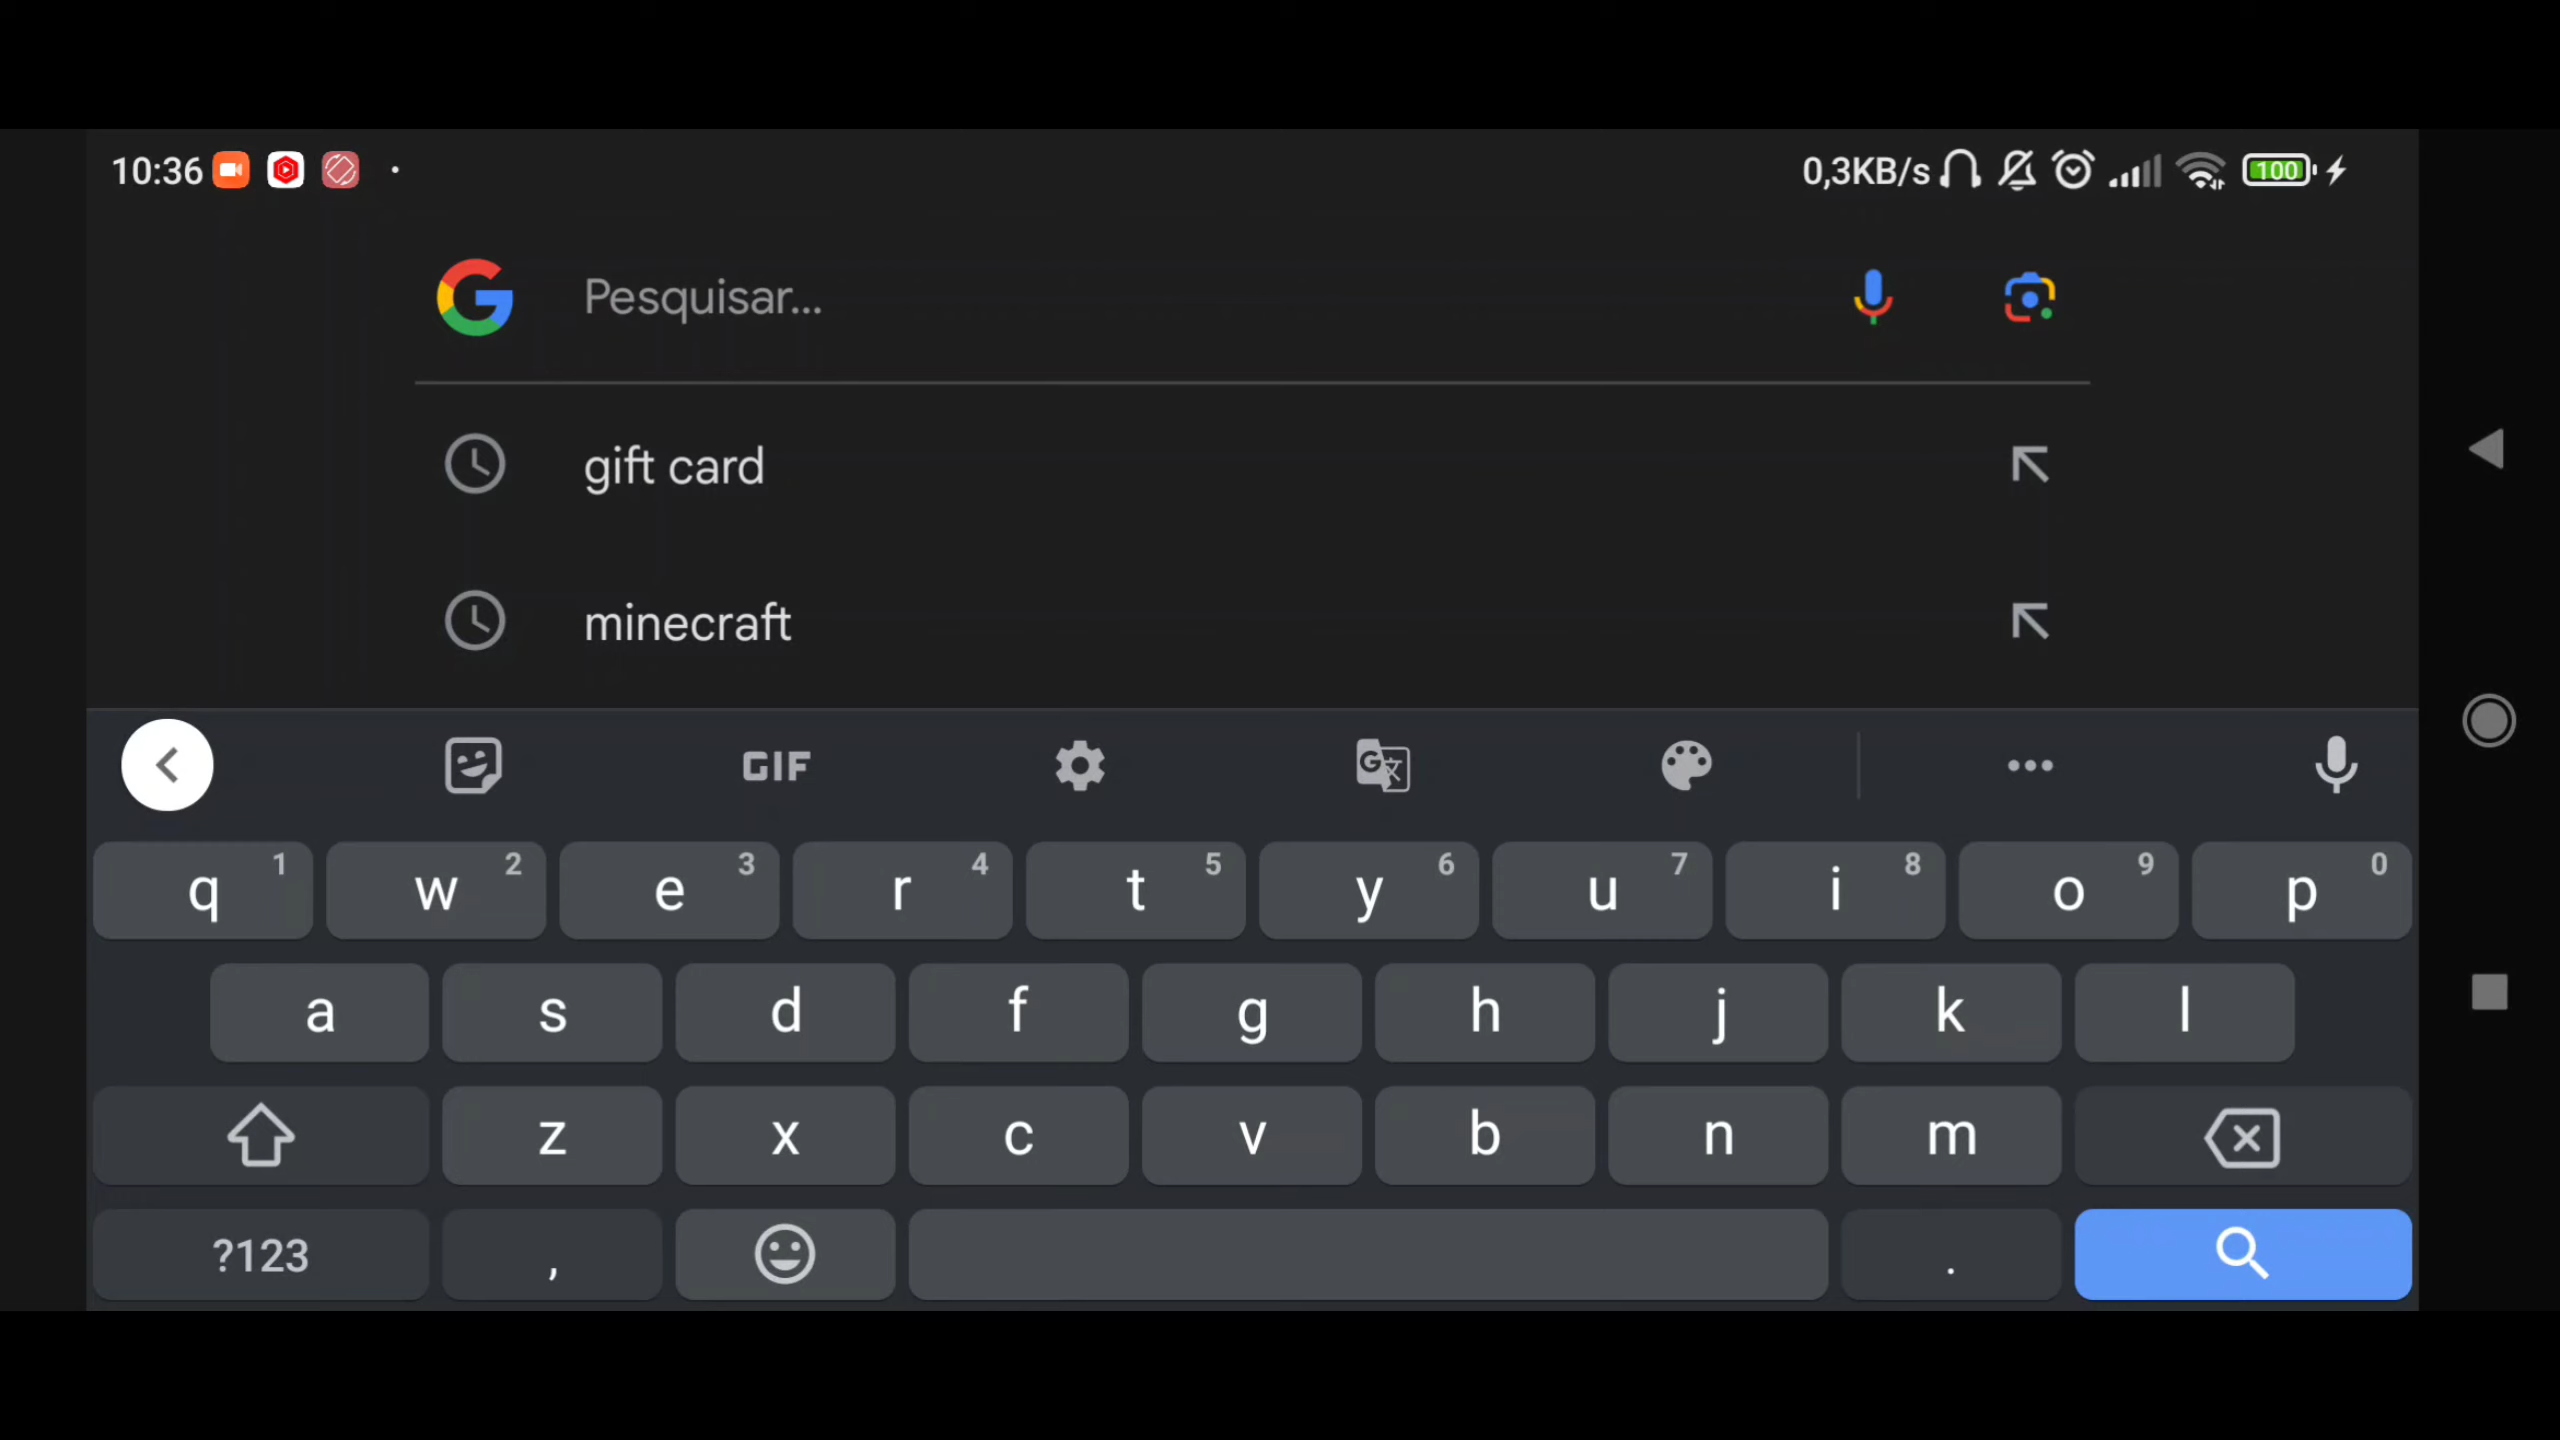 10:36 0,3KB/s 100
Pesquisar...
gift card
minecraft
GIF
q 1 w 2 e 3 r 4 t 5 y 6 u 7 i 8 o 9 p 0
a s d f g h j k l
z x c v b n m
?123 , .